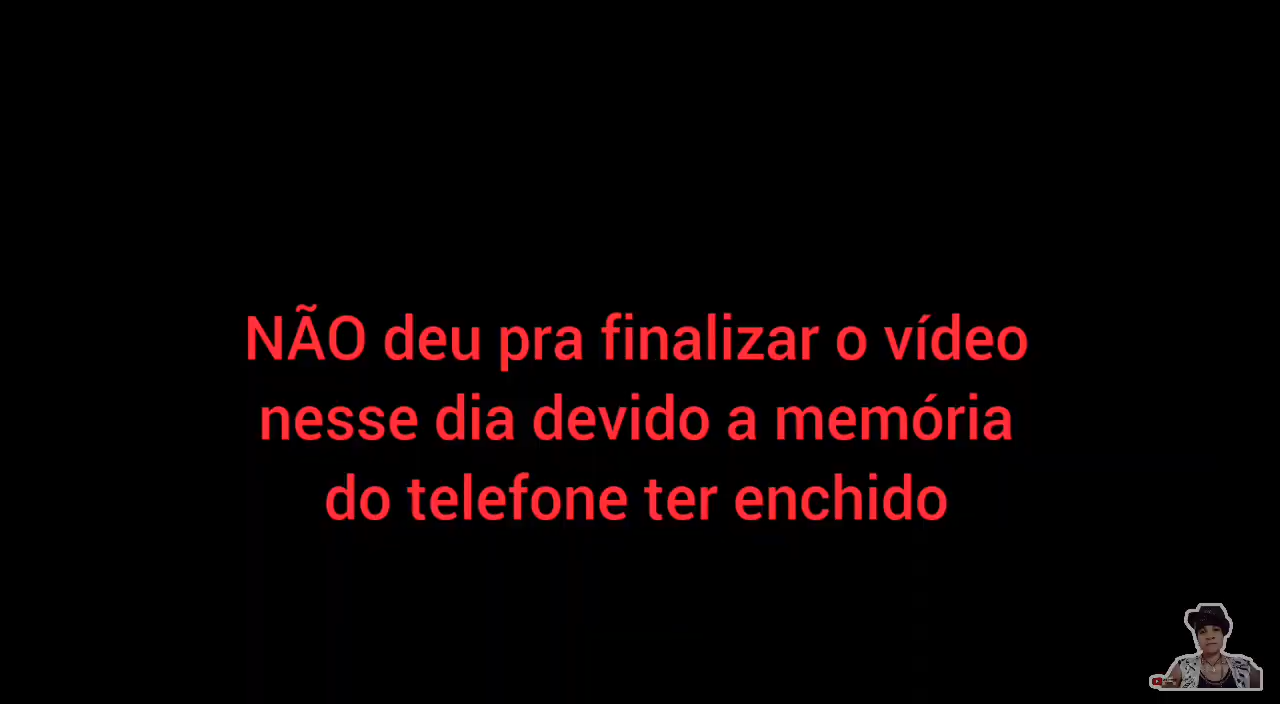 NÃO deu pra finalizar o vídeo
nesse dia devido a memória
do telefone ter enchido